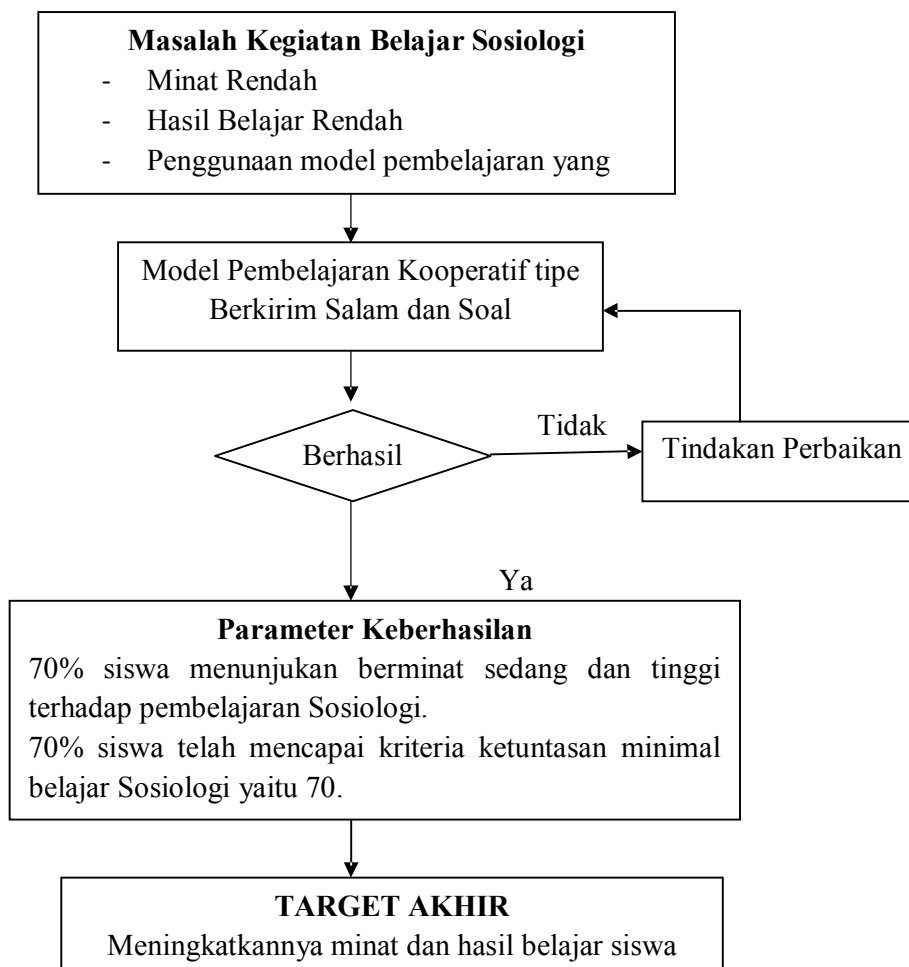 Masalah Kegiatan Belajar Sosiologi
- Minat Rendah
- Hasil Belajar Rendah
- Penggunaan model pembelajaran yang
Model Pembelajaran Kooperatif tipe
Berkirim Salam dan Soal
Tidak
Berhasil
Tindakan Perbaikan
Ya
Parameter Keberhasilan
70% siswa menunjukan berminat sedang dan tinggi
terhadap pembelajaran Sosiologi.
70% siswa telah mencapai kriteria ketuntasan minimal
belajar Sosiologi yaitu 70.
TARGET AKHIR
Meningkatkannya minat dan hasil belajar siswa